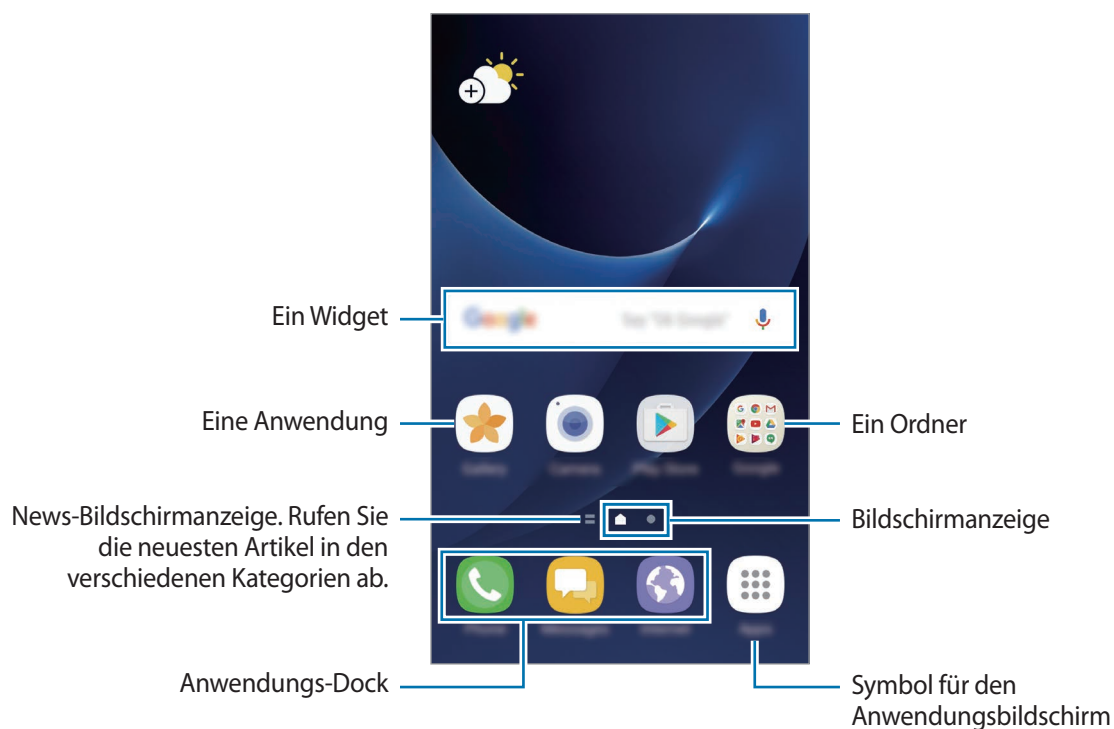 Ein Widget
Eine Anwendung
Ein Ordner
News-Bildschirmanzeige. Rufen Sie
die neuesten Artikel in den
verschiedenen Kategorien ab.
Bildschirmanzeige
Anwendungs-Dock
Symbol für den
Anwendungsbildschirm